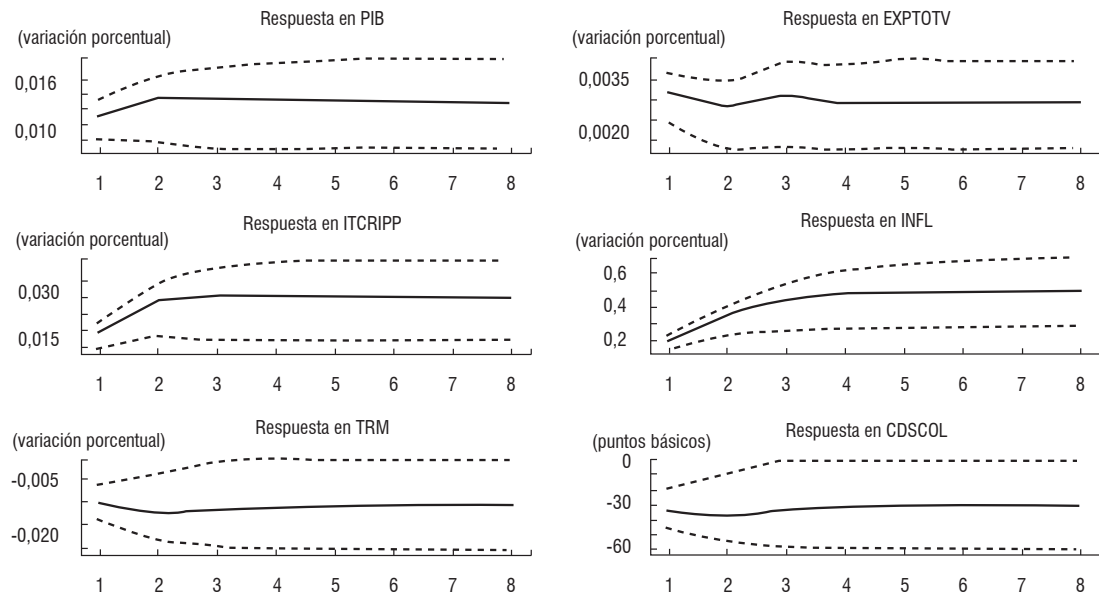 Respuesta en PIB
(variación porcentual)
0,016
0,010
1 2 3 4 5 6 7 8
Respuesta en EXPTOTV
(variación porcentual)
0,0035
0,0020
1 2 3 4 5 6 7 8
Respuesta en ITCRIPP
(variación porcentual)
0,030
0,015
1 2 3 4 5 6 7 8
Respuesta en INFL
(variación porcentual)
0,6
0,4
0,2
1 2 3 4 5 6 7 8
Respuesta en TRM
(variación porcentual)
-0,005
-0,020
1 2 3 4 5 6 7 8
Respuesta en CDSCOL
(puntos básicos)
0
-30
-60
1 2 3 4 5 6 7 8